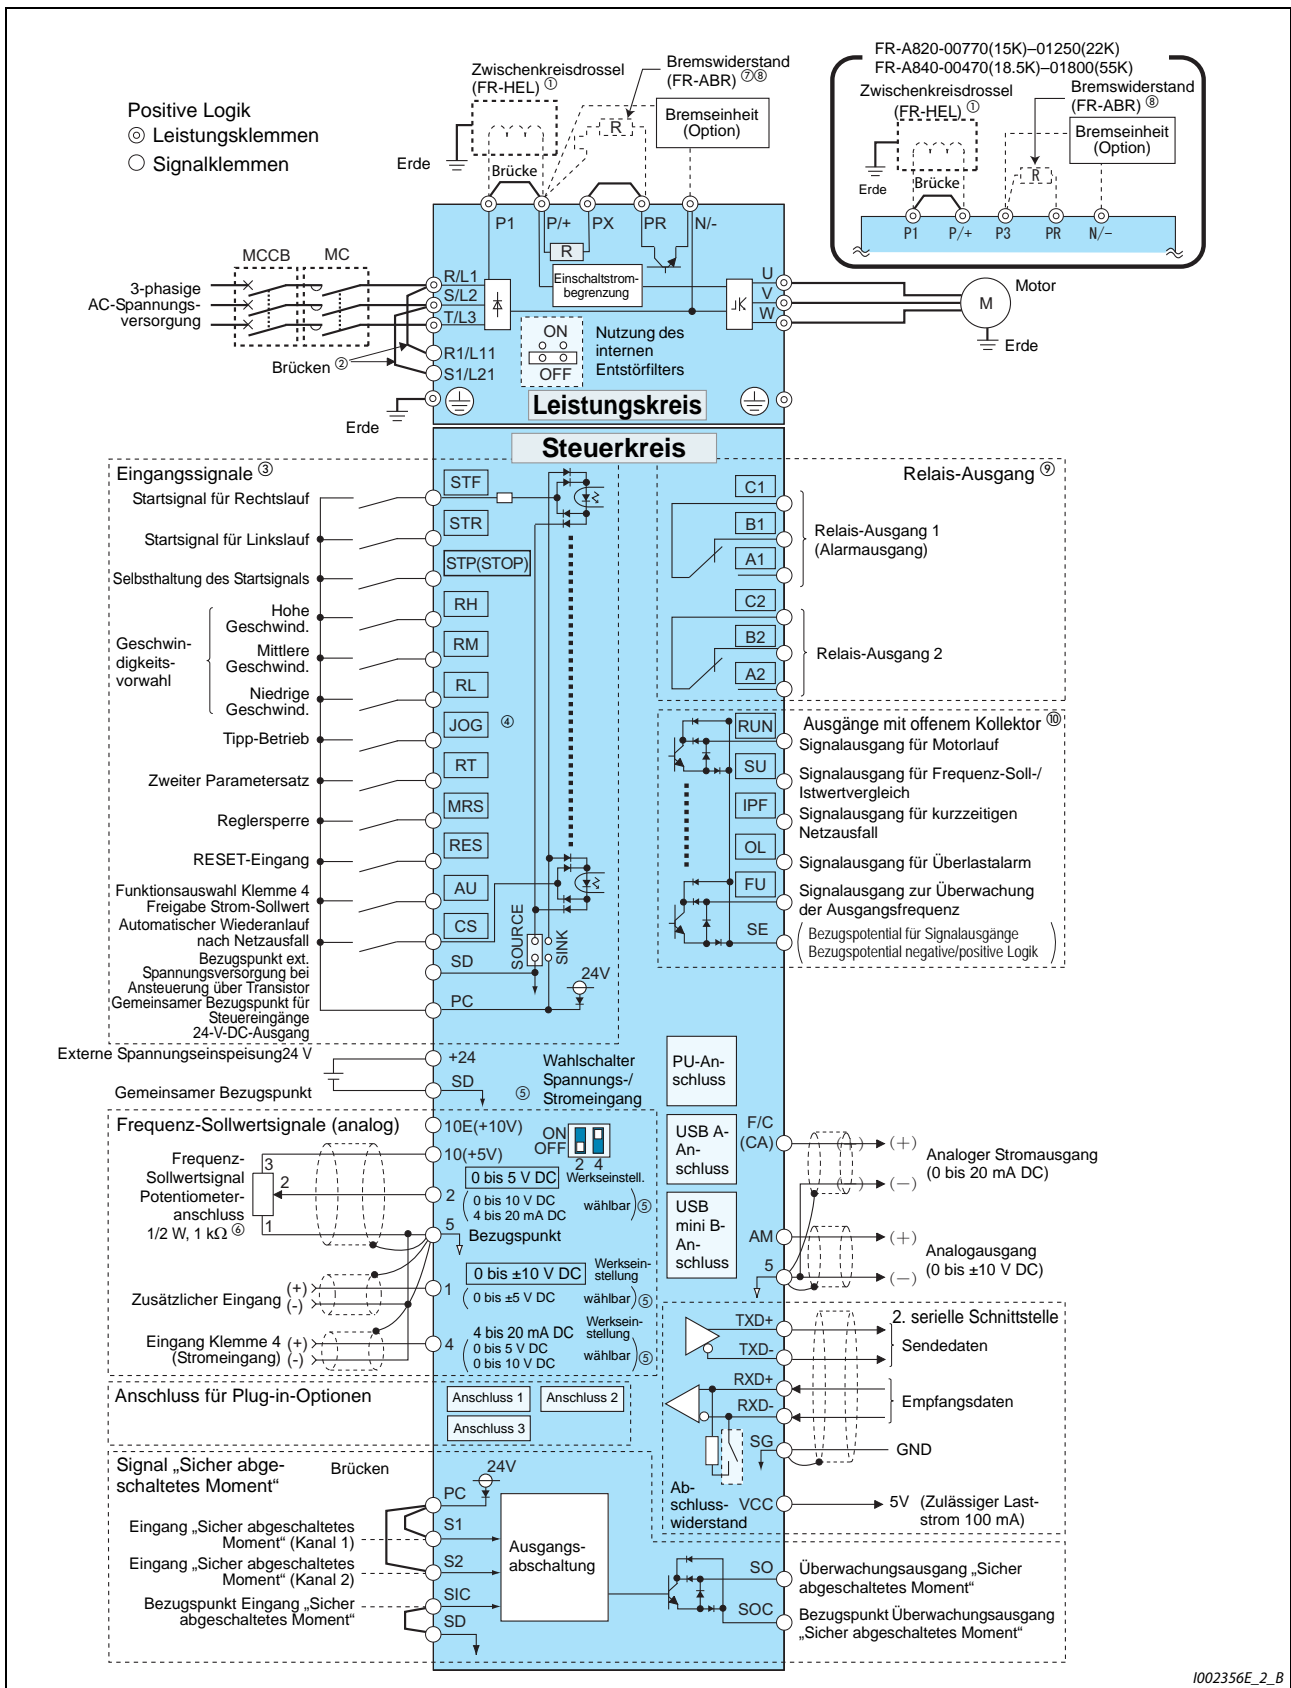 Positive Logik
Leistungsklemmen
Signalklemmen
Zwischenkreisdrossel
(FR-HEL) ①
Bremswiderstand
(FR-ABR) ⑦⑧
R
Bremseinheit
(Option)
Erde
Brücke
P1
P/+
PX
PR
N/-
FR-A820-00770(15K)–01250(22K)
FR-A840-00470(18.5K)–01800(55K)
Zwischenkreisdrossel
(FR-HEL) ①
Bremswiderstand
(FR-ABR) ⑧
Bremseinheit
(Option)
R
Erde
Brücke
P1
P/+
P3
PR
N/−
MCCB
MC
3-phasige
AC-Spannungs-
versorgung
R/L1
S/L2
T/L3
R1/L11
S1/L21
Brücken ②
Erde
R
Einschaltstrom-
begrenzung
ON
OFF
Nutzung des
internen
Entstörfilters
U
V
W
M
Motor
Erde
Leistungskreis
Steuerkreis
Eingangssignale ③
Startsignal für Rechtslauf
STF
Startsignal für Linkslauf
STR
Selbsthaltung des Startsignals
STP(STOP)
Geschwin-
digkeits-
vorwahl
Hohe
Geschwind.
RH
Mittlere
Geschwind.
RM
Niedrige
Geschwind.
RL
Tipp-Betrieb
JOG ④
Zweiter Parametersatz
RT
Reglersperre
MRS
RESET-Eingang
RES
Funktionsauswahl Klemme 4
Freigabe Strom-Sollwert
AU
Automatischer Wiederanlauf
nach Netzausfall
CS
Bezugspunkt ext.
Spannungsversorgung bei
Ansteuerung über Transistor
SD
Gemeinsamer Bezugspunkt für
Steuereingänge
24-V-DC-Ausgang
PC
SOURCE
SINK
24V
Relais-Ausgang ⑨
C1
B1
A1
Relais-Ausgang 1
(Alarmausgang)
C2
B2
A2
Relais-Ausgang 2
Ausgänge mit offenem Kollektor ⑩
RUN
Signalausgang für Motorlauf
SU
Signalausgang für Frequenz-Soll-/
Istwertvergleich
IPF
Signalausgang für kurzzeitigen
Netzausfall
OL
Signalausgang für Überlastalarm
FU
Signalausgang zur Überwachung
der Ausgangsfrequenz
SE
Bezugspotential für Signalausgänge
Bezugspotential negative/positive Logik
Externe Spannungseinspeisung24 V
+24
Gemeinsamer Bezugspunkt
SD
⑤
Wahlschalter
Spannungs-/
Stromeingang
PU-An-
schluss
USB A-
An-
schluss
USB
mini B-
An-
schluss
Frequenz-Sollwertsignale (analog)
10E(+10V)
ON
OFF
2 4
10(+5V)
Frequenz-
Sollwertsignal
Potentiometer-
anschluss
1/2 W, 1 kΩ ⑥
3
2
1
2
0 bis 5 V DC
Werkseinstell.
0 bis 10 V DC
4 bis 20 mA DC
wählbar ⑤
5
Bezugspunkt
Zusätzlicher Eingang
(+)
(-)
1
0 bis ±10 V DC
Werksein-
stellung
(0 bis ±5 V DC
wählbar) ⑤
Eingang Klemme 4
(Stromeingang)
(+)
(-)
4
4 bis 20 mA DC
Werksein-
stellung
0 bis 5 V DC
0 bis 10 V DC
wählbar ⑤
F/C
(CA)
(+)
(−)
Analoger Stromausgang
(0 bis 20 mA DC)
AM
5
(+)
(−)
Analogausgang
(0 bis ±10 V DC)
2. serielle Schnittstelle
TXD+
TXD-
Sendedaten
RXD+
RXD-
Empfangsdaten
SG
GND
Ab-
schluss-
widerstand
VCC
5V (Zulässiger Last-
strom 100 mA)
Anschluss für Plug-in-Optionen
Anschluss 1
Anschluss 2
Anschluss 3
Signal „Sicher abge-
schaltetes Moment“
Brücken
24V
PC
Eingang „Sicher abgeschaltetes
Moment“ (Kanal 1)
S1
Eingang „Sicher abgeschaltetes
Moment“ (Kanal 2)
S2
Bezugspunkt Eingang „Sicher
abgeschaltetes Moment“
SIC
SD
Ausgangs-
abschaltung
SO
Überwachungsausgang „Sicher
abgeschaltetes Moment“
SOC
Bezugspunkt Überwachungsausgang
„Sicher abgeschaltetes Moment“
I002356E_2_B